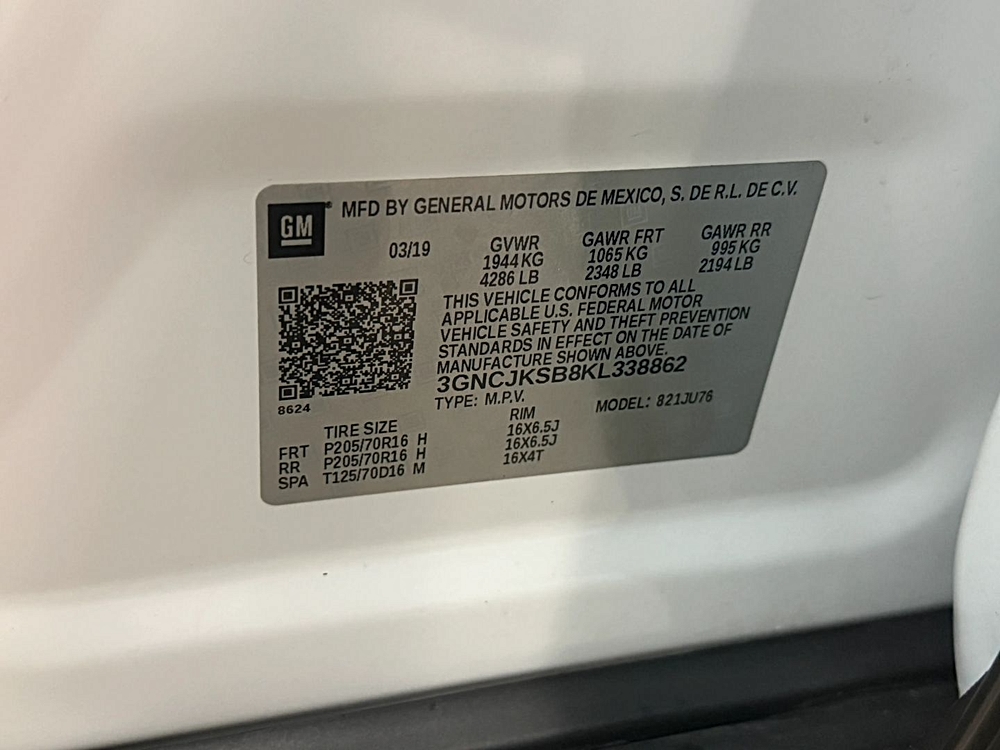 GM MFD BY GENERAL MOTORS DE MEXICO, S. DE R.L. DE C.V.
03/19 GVWR GAWR FRT GAWR RR
1944 KG 1065 KG 995 KG
4286 LB 2348 LB 2194 LB
THIS VEHICLE CONFORMS TO ALL
APPLICABLE U.S. FEDERAL MOTOR
VEHICLE SAFETY AND THEFT PREVENTION
STANDARDS IN EFFECT ON THE DATE OF
MANUFACTURE SHOWN ABOVE.
3GNCJKSB8KL338862
8624
TYPE: M.P.V. MODEL: 821JU76
TIRE SIZE RIM
FRT P205/70R16 H 16X6.5J
RR P205/70R16 H 16X6.5J
SPA T125/70D16 M 16X4T